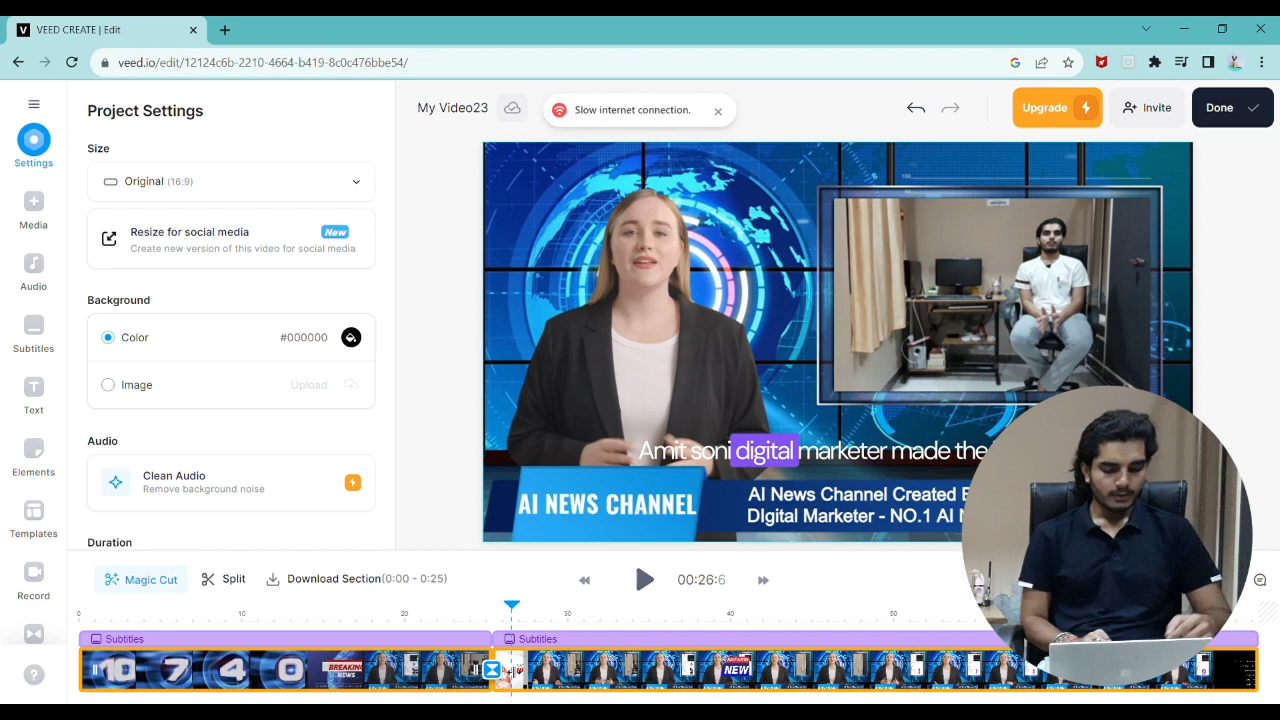 VEED CREATE | Edit
veed.io/edit/12124c6b-2210-4664-b419-8c0c476bbe54/
Project Settings
My Video23
Slow internet connection.
Upgrade
Invite
Done
Settings
Media
Audio
Subtitles
Text
Elements
Templates
Record
Size
Original (16:9)
Resize for social media
New
Create new version of this video for social media
Background
Color
#000000
Image
Upload
Audio
Clean Audio
Remove background noise
Duration
Amit soni digital marketer made the
AI NEWS CHANNEL
AI News Channel Created
DIgital Marketer - NO.1 AI
Magic Cut
Split
Download Section(0:00 - 0:25)
00:26:6
0
10
20
30
40
50
Subtitles
Subtitles
10
7
4
0
BREAKING
NEWS
NEW